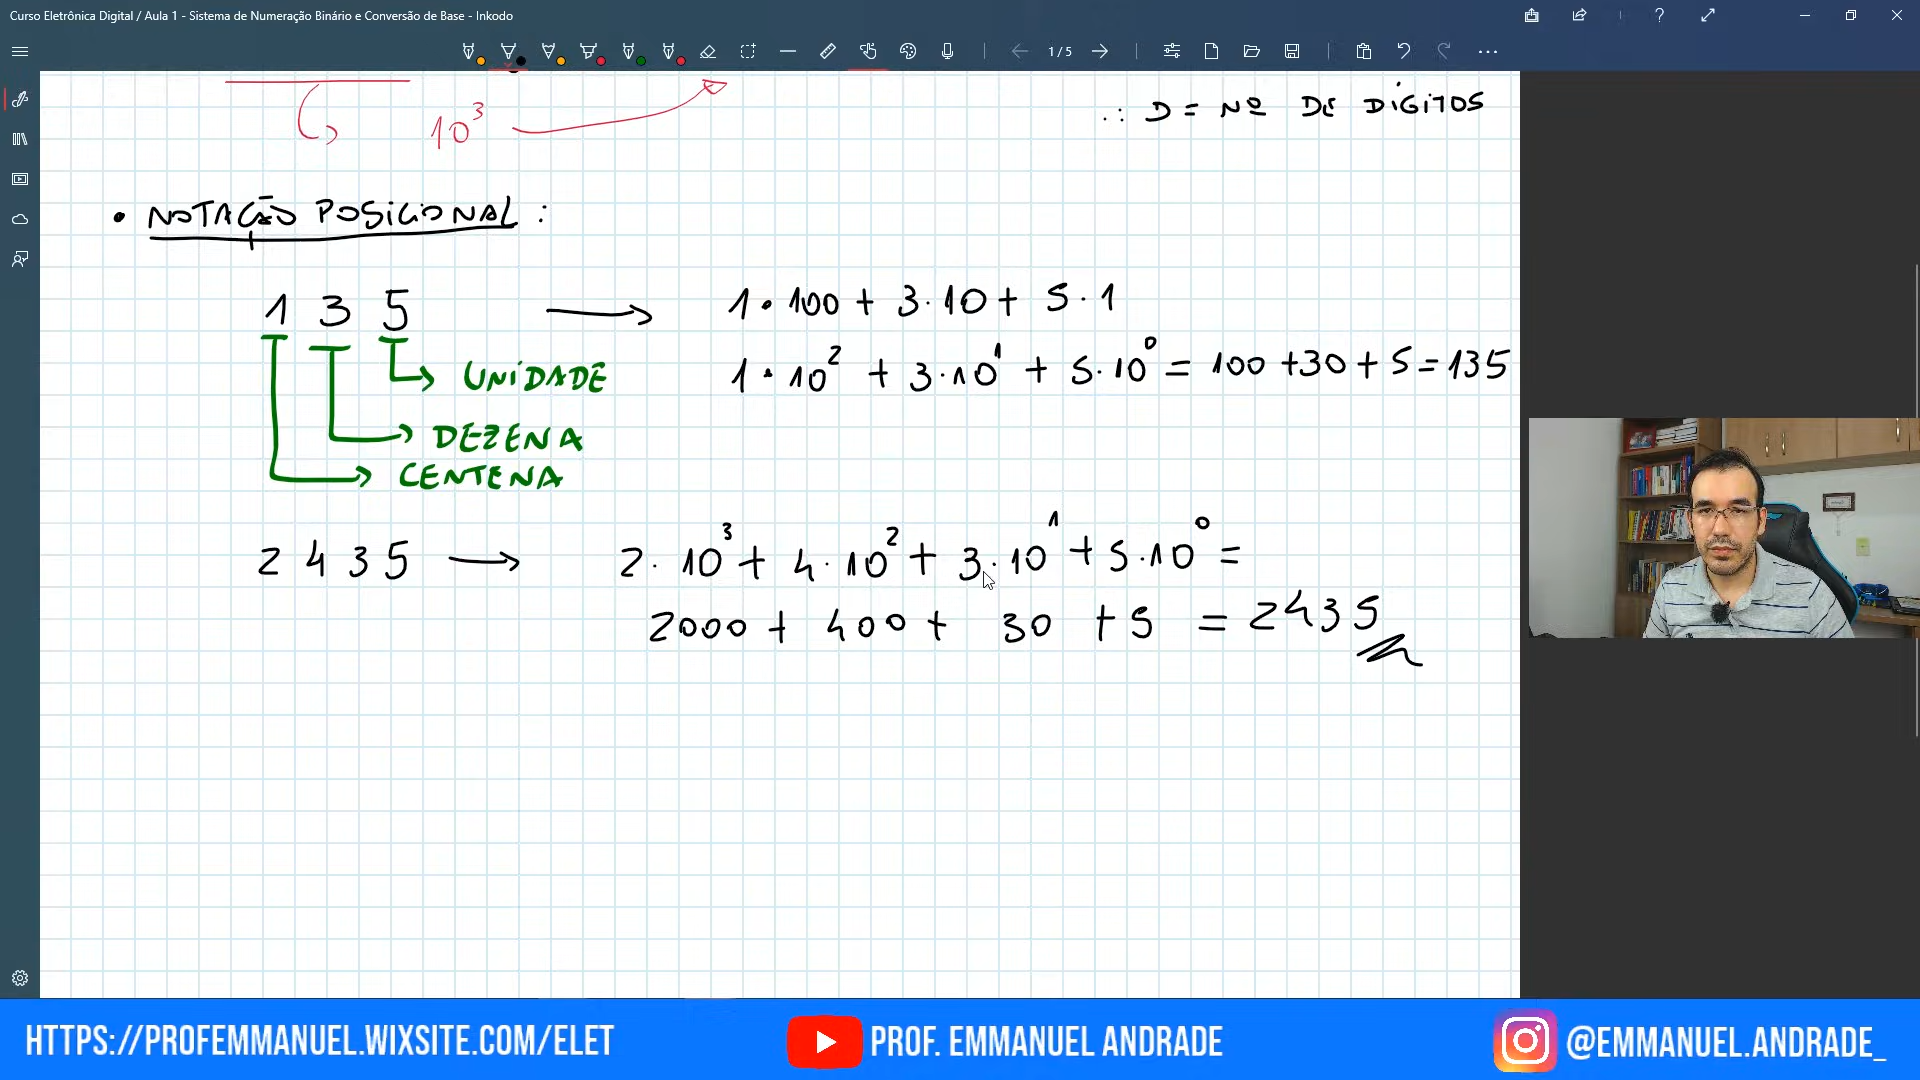 Curso Eletrônica Digital / Aula 1 - Sistema de Numeração Binário e Conversão de Base - Inkodo
1 / 5
10³
∴ D = Nº DE DÍGITOS
• NOTAÇÃO POSICIONAL :
1 3 5 → 1 · 100 + 3 · 10 + 5 · 1
1 · 10² + 3 · 10¹ + 5 · 10⁰ = 100 + 30 + 5 = 135
UNIDADE
DEZENA
CENTENA
2 4 3 5 → 2 · 10³ + 4 · 10² + 3 · 10¹ + 5 · 10⁰ =
2000 + 400 + 30 + 5 = 2435
HTTPS://PROFEMMANUEL.WIXSITE.COM/ELET
PROF. EMMANUEL ANDRADE
@EMMANUEL.ANDRADE_